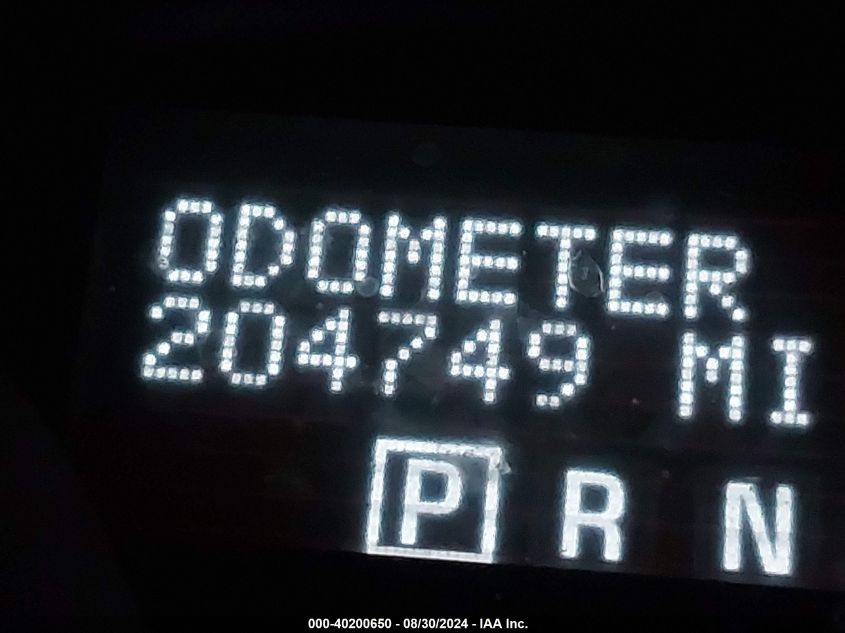 ODOMETER
204749 MI
P R N
000-40200650 - 08/30/2024 - IAA Inc.